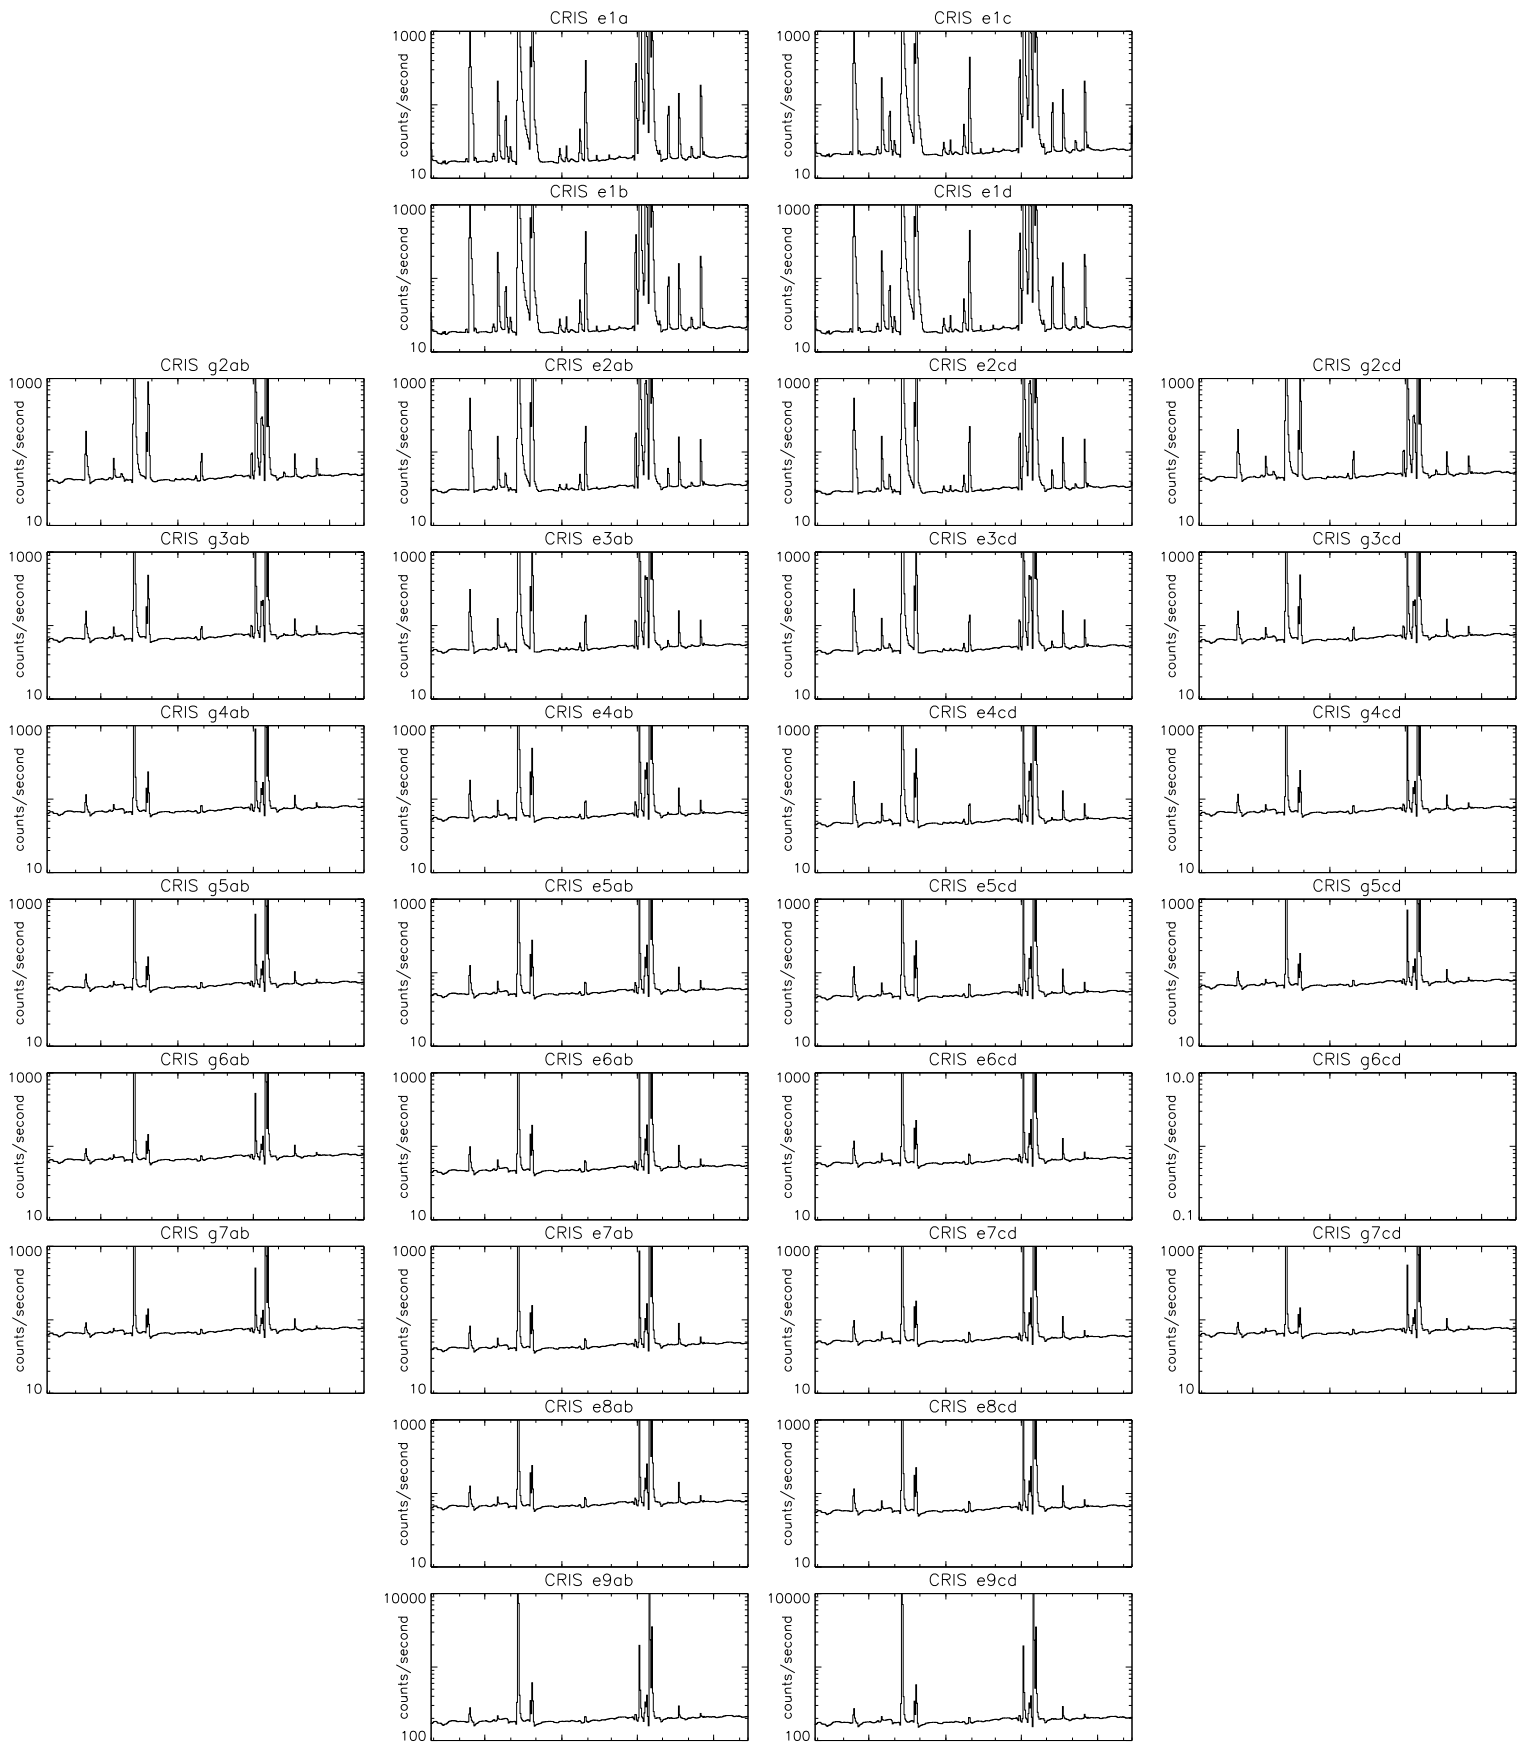 CRIS e1a CRIS e1c
1000 1000
counts/second counts/second
10 10
CRIS e1b CRIS e1d
1000 1000
counts/second counts/second
10 10
CRIS g2ab CRIS e2ab CRIS e2cd CRIS g2cd
1000 1000 1000 1000
counts/second counts/second counts/second counts/second
10 10 10 10
CRIS g3ab CRIS e3ab CRIS e3cd CRIS g3cd
1000 1000 1000 1000
counts/second counts/second counts/second counts/second
10 10 10 10
CRIS g4ab CRIS e4ab CRIS e4cd CRIS g4cd
1000 1000 1000 1000
counts/second counts/second counts/second counts/second
10 10 10 10
CRIS g5ab CRIS e5ab CRIS e5cd CRIS g5cd
1000 1000 1000 1000
counts/second counts/second counts/second counts/second
10 10 10 10
CRIS g6ab CRIS e6ab CRIS e6cd CRIS g6cd
1000 1000 1000 10.0
counts/second counts/second counts/second counts/second
10 10 10 0.1
CRIS g7ab CRIS e7ab CRIS e7cd CRIS g7cd
1000 1000 1000 1000
counts/second counts/second counts/second counts/second
10 10 10 10
CRIS e8ab CRIS e8cd
1000 1000
counts/second counts/second
10 10
CRIS e9ab CRIS e9cd
10000 10000
counts/second counts/second
100 100